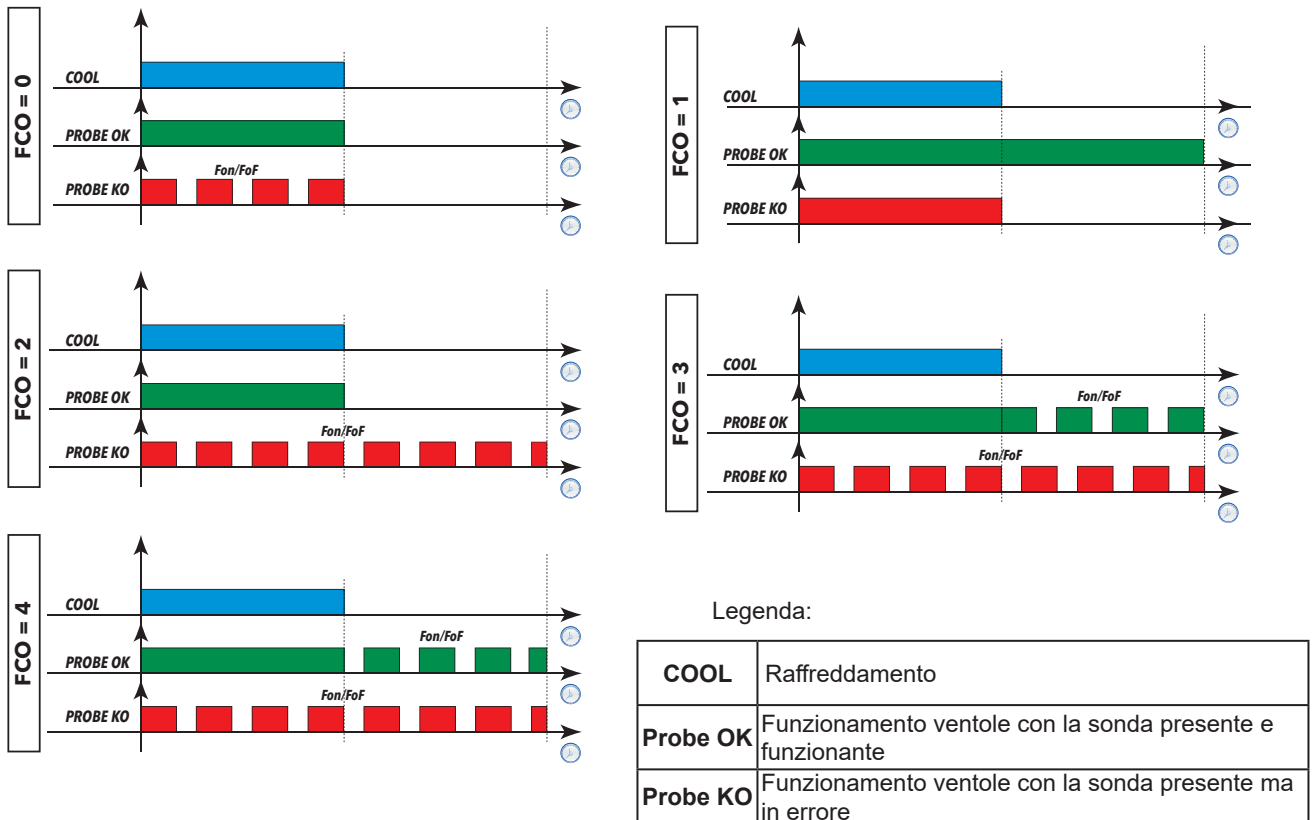 FCO = 0
COOL
PROBE OK
Fon/FoF
PROBE KO
FCO = 1
COOL
PROBE OK
PROBE KO
FCO = 2
COOL
PROBE OK
Fon/FoF
PROBE KO
FCO = 3
COOL
Fon/FoF
PROBE OK
Fon/FoF
PROBE KO
FCO = 4
COOL
Fon/FoF
PROBE OK
Fon/FoF
PROBE KO
Legenda:
COOL Raffreddamento
Probe OK Funzionamento ventole con la sonda presente e
funzionante
Probe KO Funzionamento ventole con la sonda presente ma
in errore